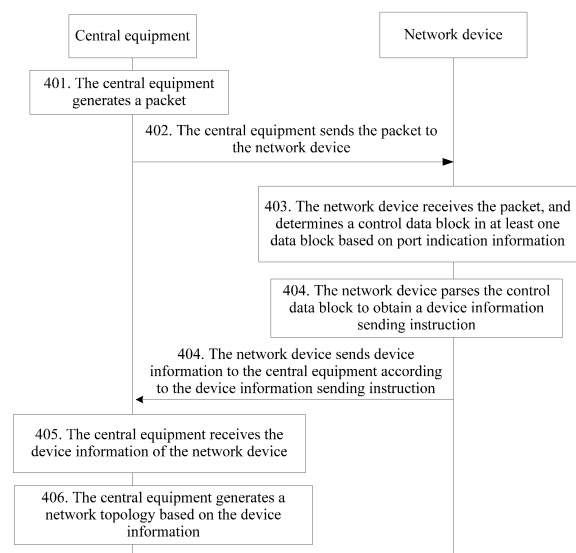 Central equipment
Network device
401. The central equipment
generates a packet
402. The central equipment sends the packet to
the network device
403. The network device receives the packet, and
determines a control data block in at least one
data block based on port indication information
404. The network device parses the control
data block to obtain a device information
sending instruction
404. The network device sends device
information to the central equipment according
to the device information sending instruction
405. The central equipment receives the
device information of the network device
406. The central equipment generates a
network topology based on the device
information